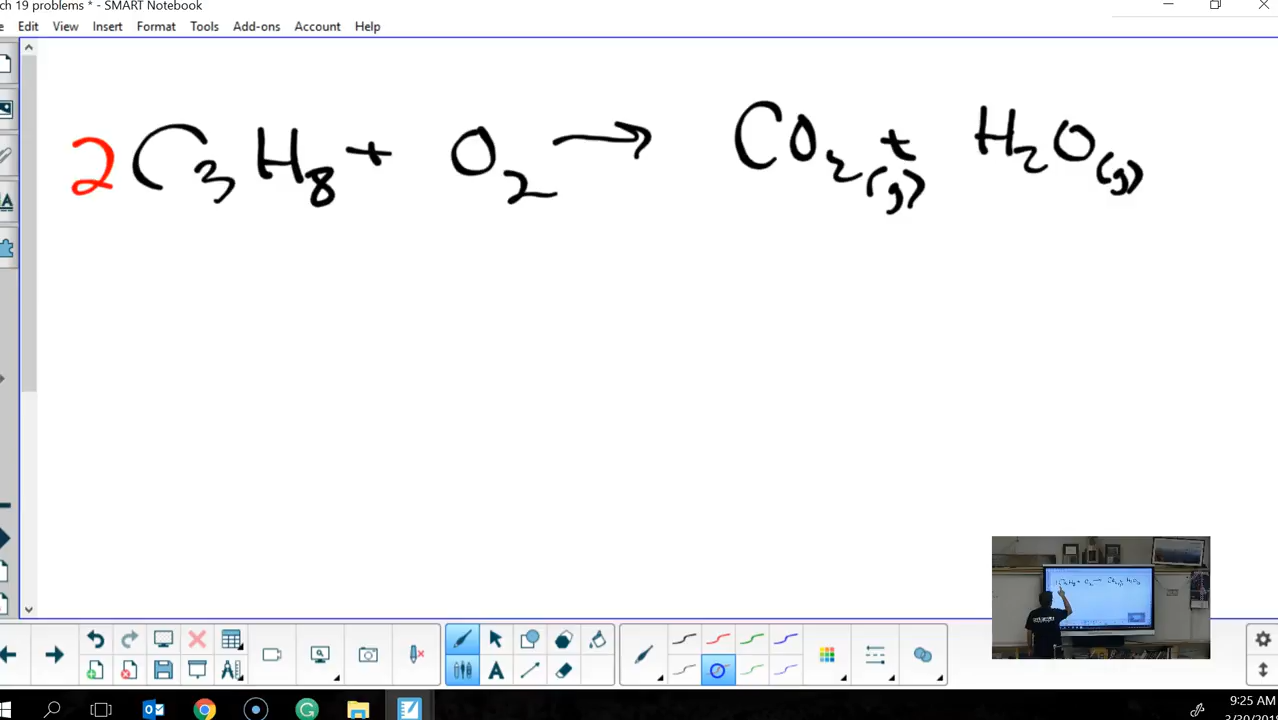 ch 19 problems * - SMART Notebook
Edit View Insert Format Tools Add-ons Account Help
2C₃H₈ + O₂ → CO₂(g) + H₂O(g)
9:25 AM